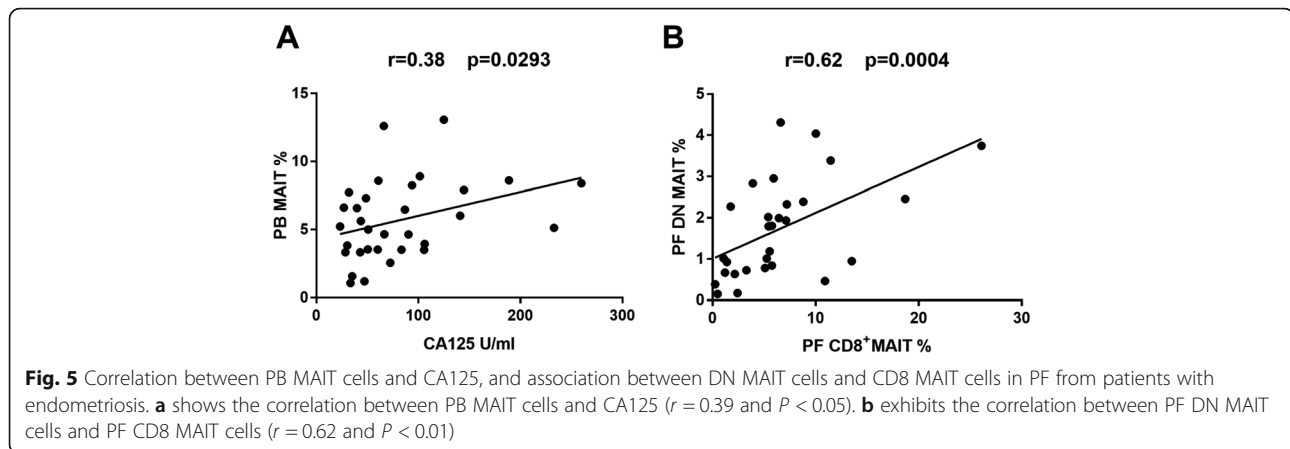 A
r=0.38 p=0.0293
PB MAIT %
15
10
5
0
0 100 200 300
CA125 U/ml
B
r=0.62 p=0.0004
PF DN MAIT %
5
4
3
2
1
0
0 10 20 30
PF CD8+MAIT %
Fig. 5 Correlation between PB MAIT cells and CA125, and association between DN MAIT cells and CD8 MAIT cells in PF from patients with
endometriosis. a shows the correlation between PB MAIT cells and CA125 (r = 0.39 and P < 0.05). b exhibits the correlation between PF DN MAIT
cells and PF CD8 MAIT cells (r = 0.62 and P < 0.01)